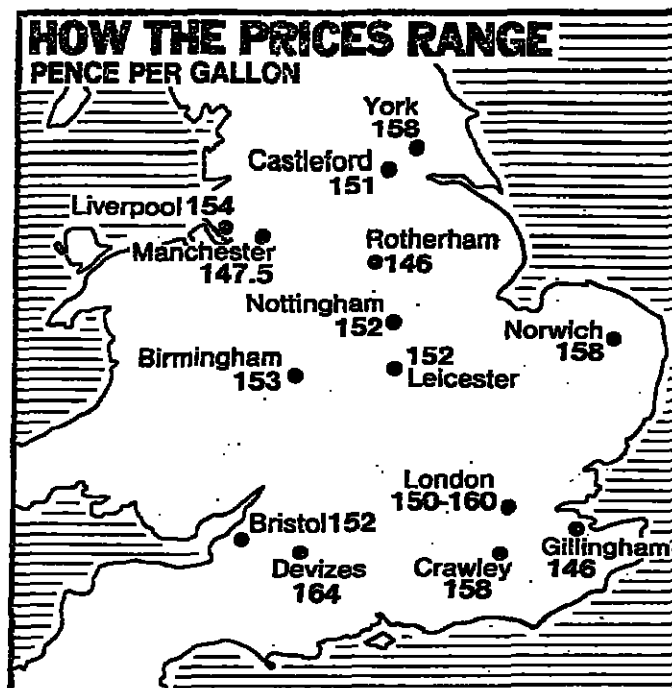 HOW THE PRICES RANGE
PENCE PER GALLON
York
158
Castleford
151
Liverpool 154
Manchester
147.5
Rotherham
146
Nottingham
152
Norwich
158
Birmingham
153
152
Leicester
London
150-160
Bristol 152
Devizes
164
Crawley
158
Gillingham
146